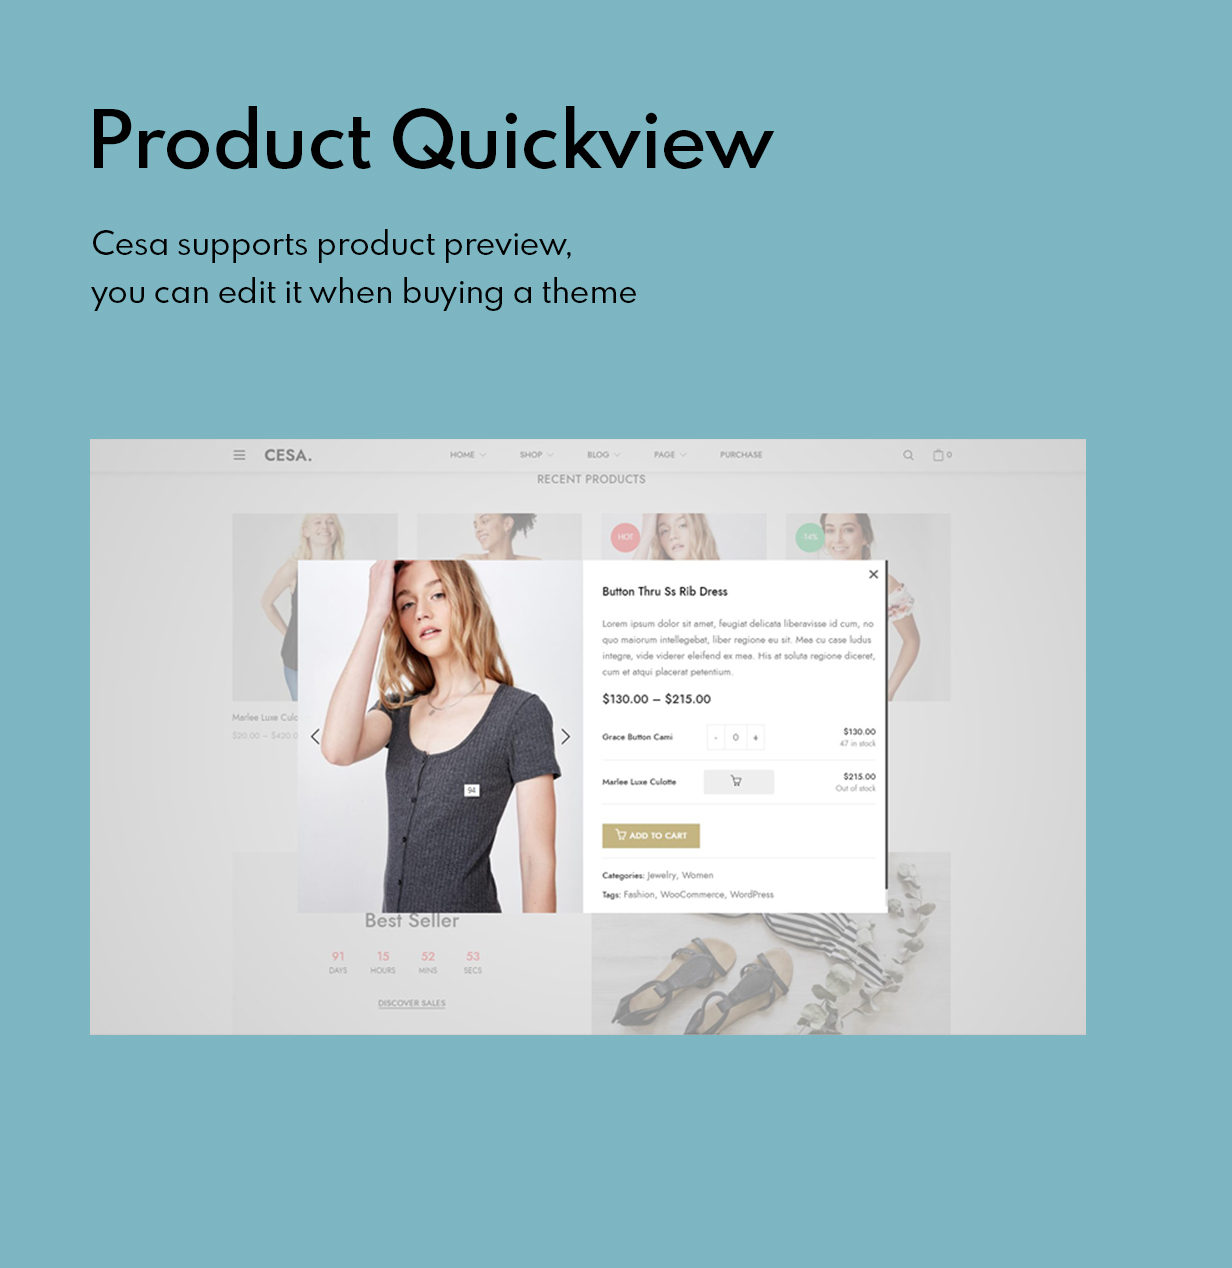 Product Quickview
Cesa supports product preview,
you can edit it when buying a theme
CESA.
HOME
SHOP
BLOG
PAGE
PURCHASE
0
RECENT PRODUCTS
HOT
-14%
Button Thru Ss Rib Dress
Lorem ipsum dolor sit amet, feugiat delicata liberavisse id cum, no
quo maiorum intellegebat, liber regione eu sit. Mea cu case ludus
integre, vide viderer eleifend ex mea. His at soluta regione diceret,
cum et atqui placerat petentium.
$130.00 – $215.00
Marlee Luxe Culo
$20.00 – $420.0
Grace Button Cami
- 0 +
$130.00
47 in stock
94
Marlee Luxe Culotte
$215.00
Out of stock
ADD TO CART
Categories: Jewelry, Women
Tags: Fashion, WooCommerce, WordPress
Best Seller
91 15 52 53
DAYS HOURS MINS SECS
DISCOVER SALES